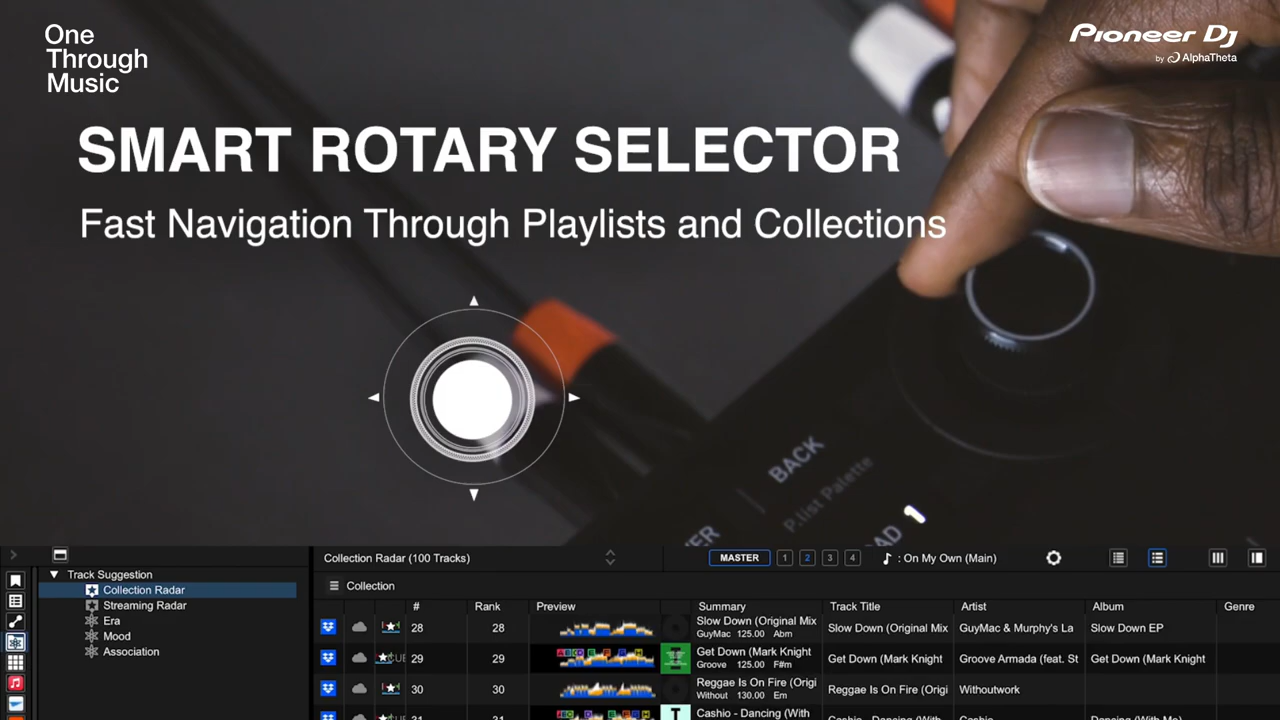 One
Through
Music
Pioneer Dj
by AlphaTheta
SMART ROTARY SELECTOR
Fast Navigation Through Playlists and Collections
BACK
P.list Palette
1
Track Suggestion
Collection Radar
Streaming Radar
Era
Mood
Association
Collection Radar (100 Tracks)
MASTER 1 2 3 4 : On My Own (Main)
Collection
# Rank Preview Summary Track Title Artist Album Genre
28 28 Slow Down (Original Mix Slow Down (Original Mix GuyMac & Murphy's La Slow Down EP
GuyMac 125.00 Abm
29 29 Get Down (Mark Knight Get Down (Mark Knight Groove Armada (feat. St Get Down (Mark Knight
Groove 125.00 F#m
30 30 Reggae Is On Fire (Origi Reggae Is On Fire (Origi Withoutwork
Without 130.00 Em
Cashio - Dancing (With